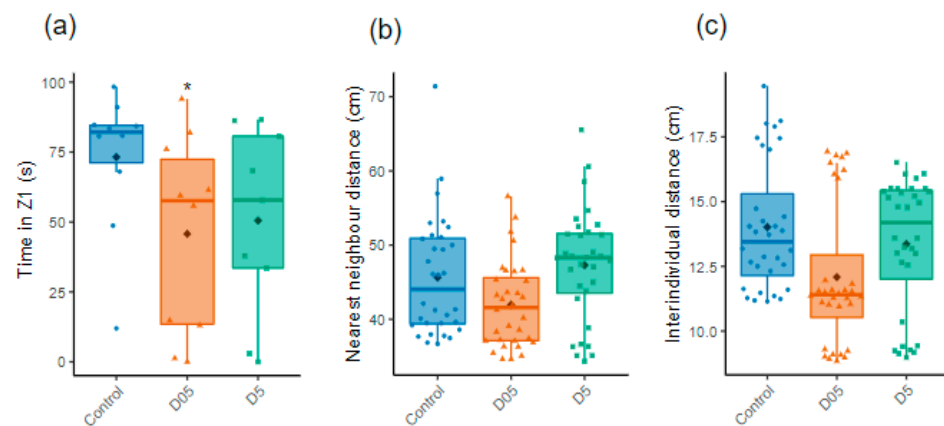 (a)
Time in Z1 (s)
100
75
50
25
0
*
Control
D05
D5
(b)
Nearest neighbour distance (cm)
70
60
50
40
Control
D05
D5
(c)
Interindividual distance (cm)
17.5
15.0
12.5
10.0
Control
D05
D5